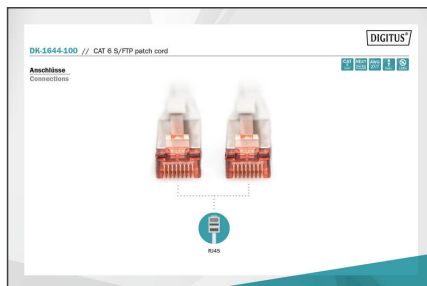 DIGITUS®
DK-1644-100 // CAT 6 S/FTP patch cord
Anschlüsse
Connections
RJ45